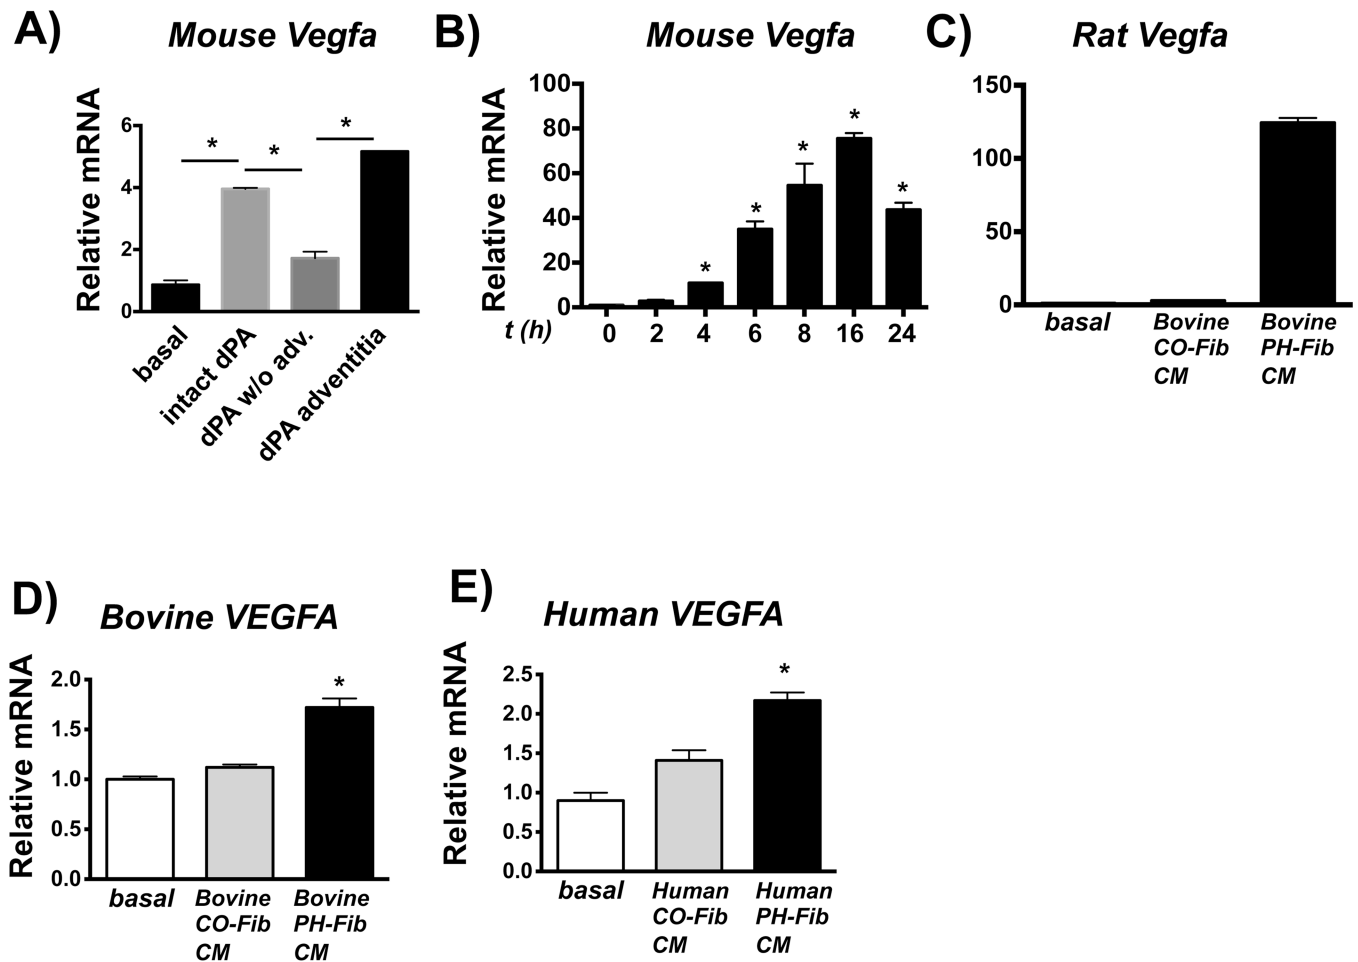 A)
Mouse Vegfa
Relative mRNA
6
4
2
0
*
*
*
basal
intact dPA
dPA w/o adv.
dPA adventitia
B)
Mouse Vegfa
Relative mRNA
100
80
60
40
20
0
*
*
*
*
*
t (h)
0 2 4 6 8 16 24
C)
Rat Vegfa
150
100
50
0
basal
Bovine
CO-Fib
CM
Bovine
PH-Fib
CM
D)
Bovine VEGFA
Relative mRNA
2.0
1.5
1.0
0.5
0.0
*
basal
Bovine
CO-Fib
CM
Bovine
PH-Fib
CM
E)
Human VEGFA
Relative mRNA
2.5
2.0
1.5
1.0
0.5
0.0
*
basal
Human
CO-Fib
CM
Human
PH-Fib
CM